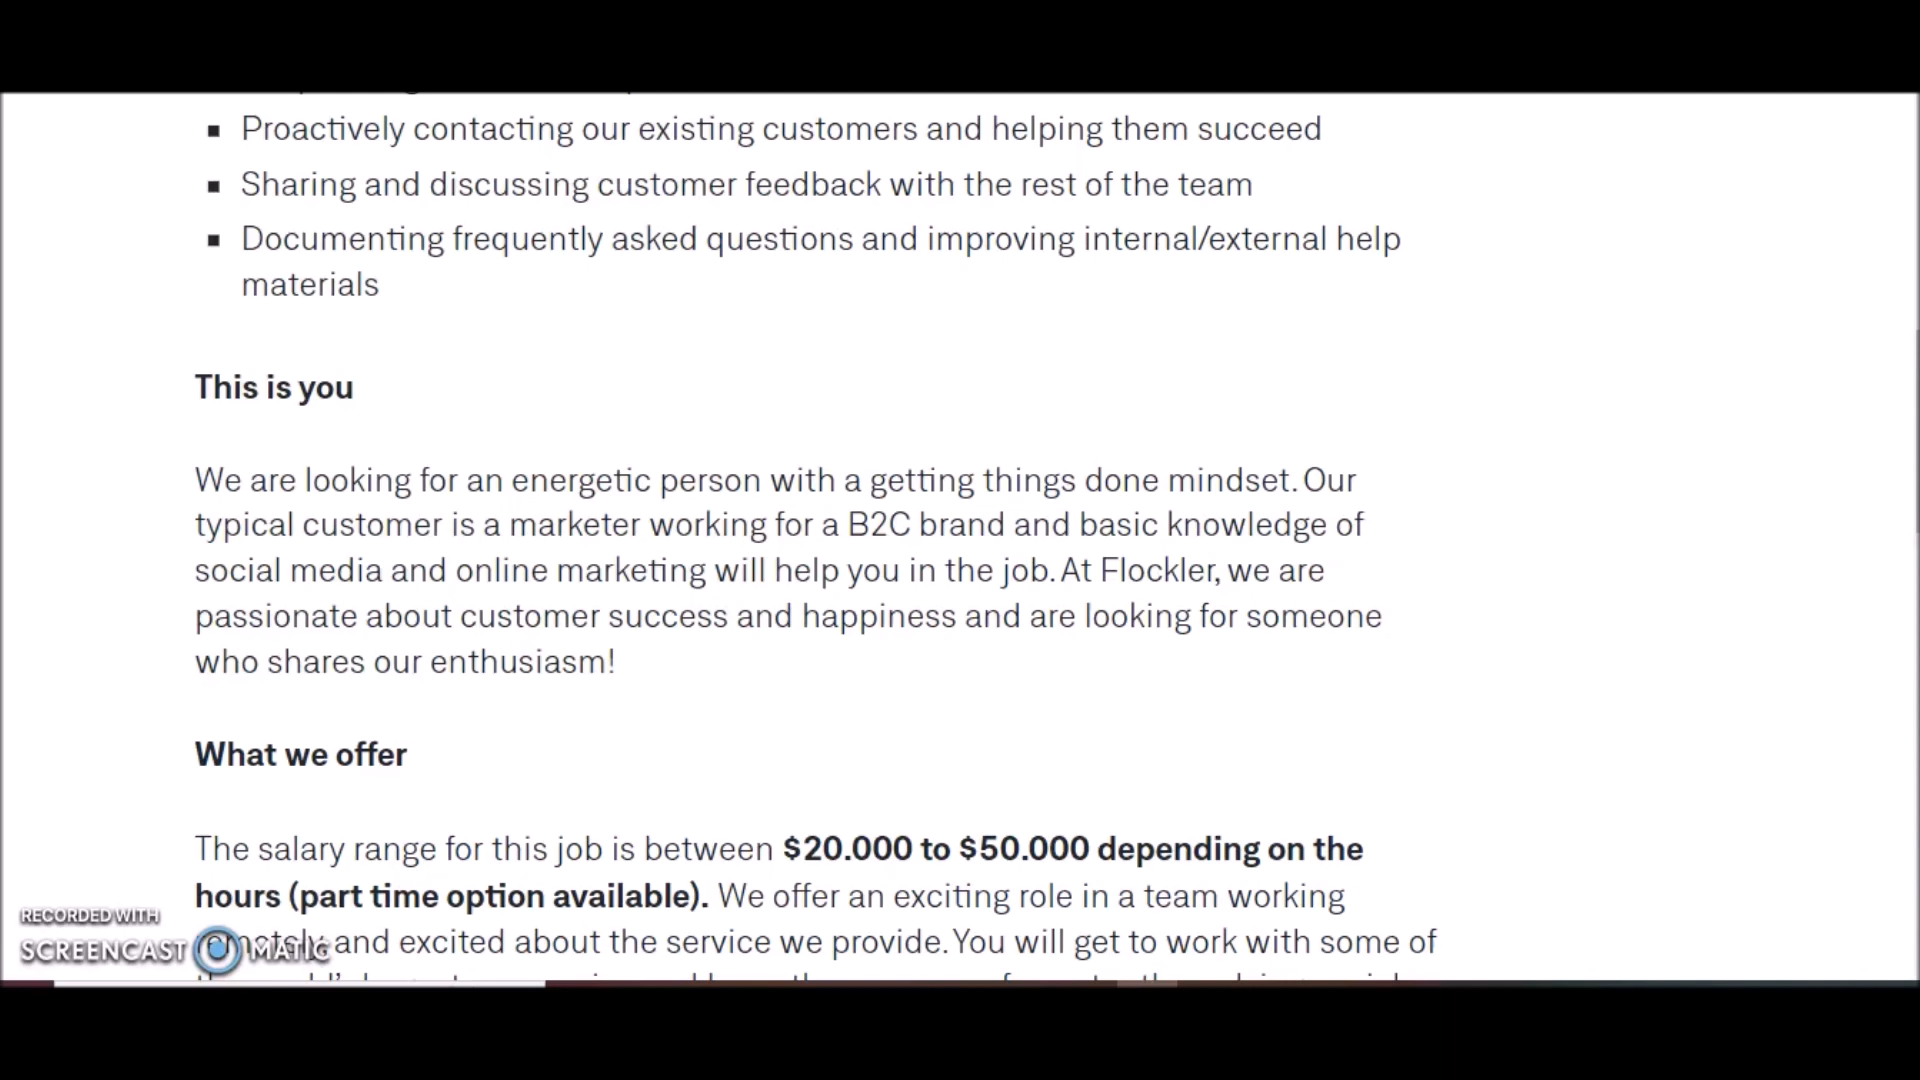 Proactively contacting our existing customers and helping them succeed
Sharing and discussing customer feedback with the rest of the team
Documenting frequently asked questions and improving internal/external help
materials
This is you
We are looking for an energetic person with a getting things done mindset. Our
typical customer is a marketer working for a B2C brand and basic knowledge of
social media and online marketing will help you in the job. At Flockler, we are
passionate about customer success and happiness and are looking for someone
who shares our enthusiasm!
What we offer
The salary range for this job is between $20.000 to $50.000 depending on the
hours (part time option available). We offer an exciting role in a team working
remotely and excited about the service we provide. You will get to work with some of
RECORDED WITH
SCREENCAST MATIC